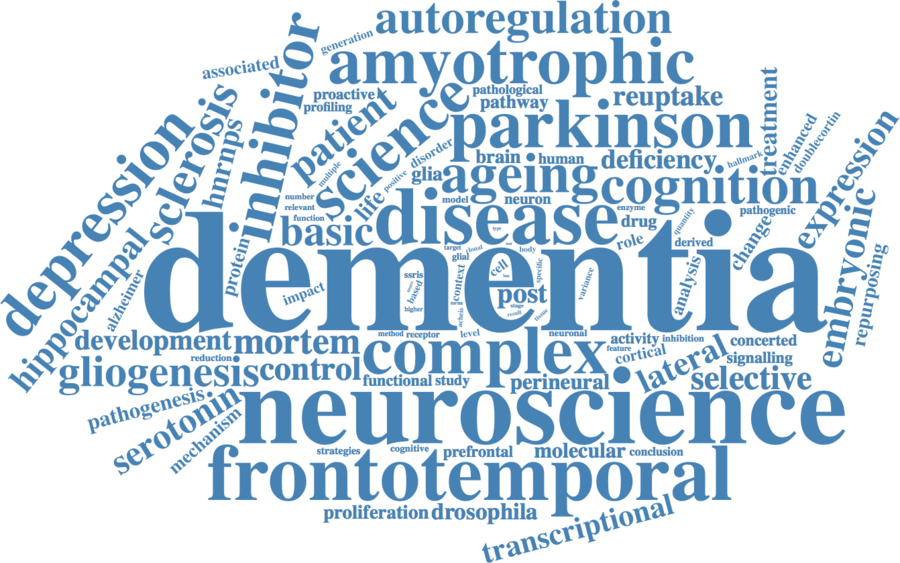 autoregulation
generation
associated
amyotrophic
inhibitor
proactive
profiling
pathological
pathway
reuptake
treatment
patient
science
sclerosis
hnrnps
depression
parkinson
enhanced
doublecortin
expression
multiple
disorder
positive
life
glia
brain
human
deficiency
hallmark
ageing
cognition
number
relevant
function
model
neuron
enzyme
drug
quantity
pathogenic
basic
disease
type
role
derived
change
embryonic
repurposing
hippocampal
alzheimer
protein
dementia
impact
target
clonal
body
glial
context
cell
specific
ssris
based
higher
post
stage
result
tissue
variance
analysis
development
mortem
method
receptor
level
neuronal
activity
inhibition
concerted
complex
feature
cortical
lateral
signalling
reduction
gliogenesis
control
functional
study
perineural
selective
pathogenesis
serotonin
mechanism
neuroscience
strategies
cognitive
prefrontal
molecular
conclusion
frontotemporal
proliferation
drosophila
transcriptional